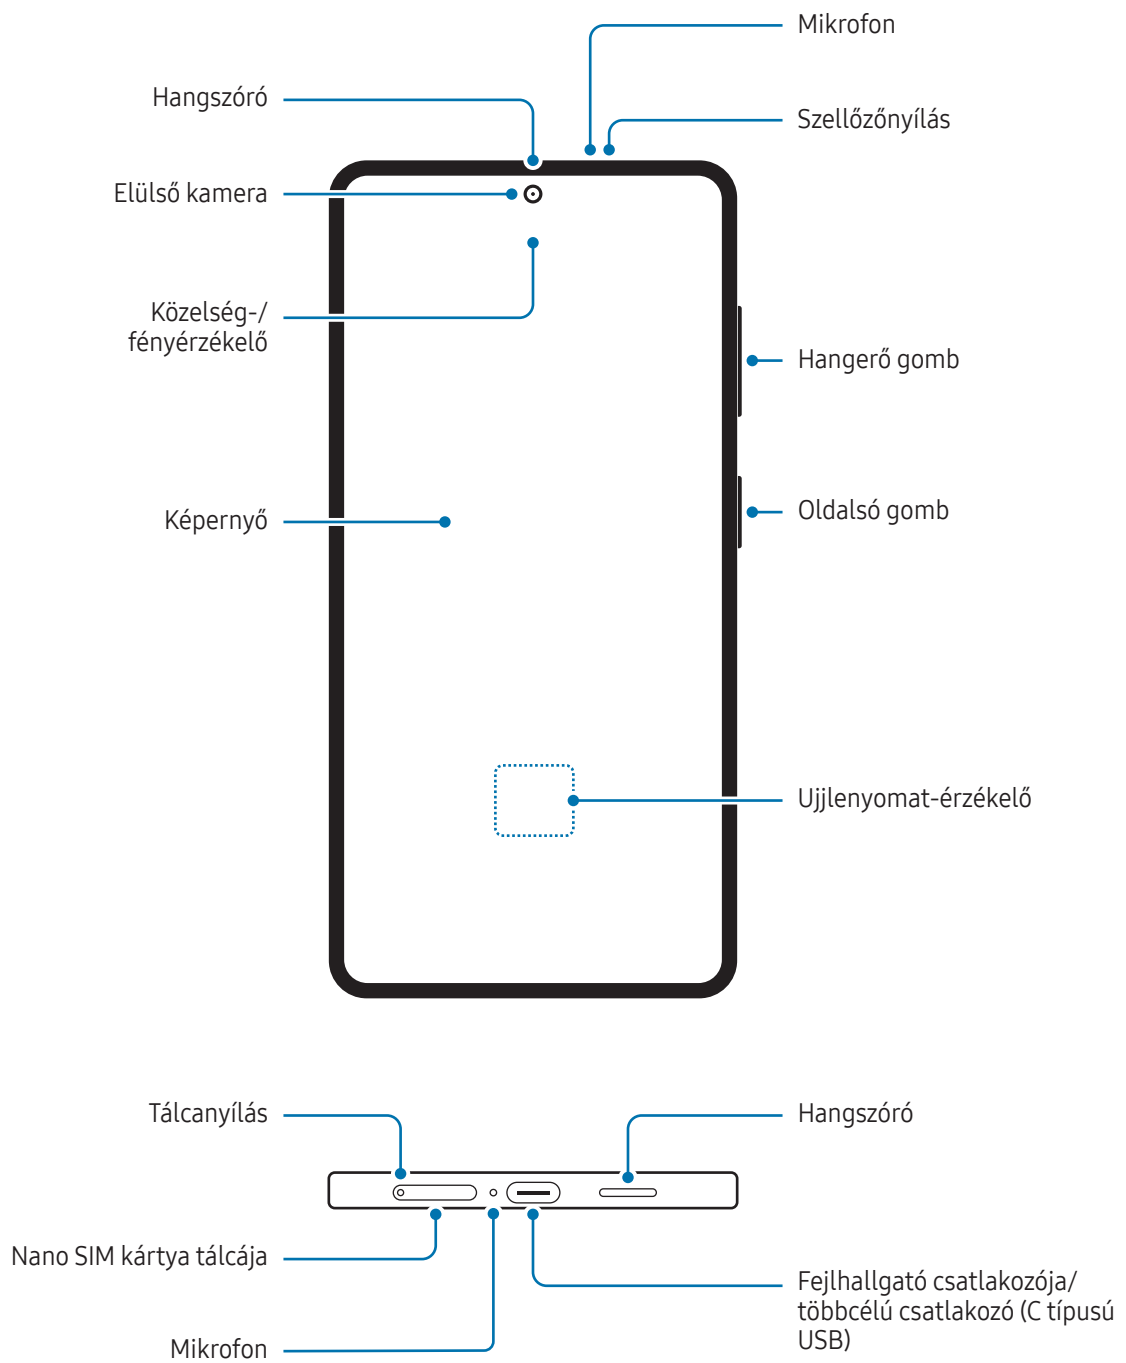 Mikrofon
Hangszóró
Szellőzőnyílás
Elülső kamera
Közelség-/
fényérzékelő
Hangerő gomb
Képernyő
Oldalsó gomb
Ujjlenyomat-érzékelő
Tálcanyílás
Hangszóró
Nano SIM kártya tálcája
Fejlhallgató csatlakozója/
többcélú csatlakozó (C típusú
USB)
Mikrofon